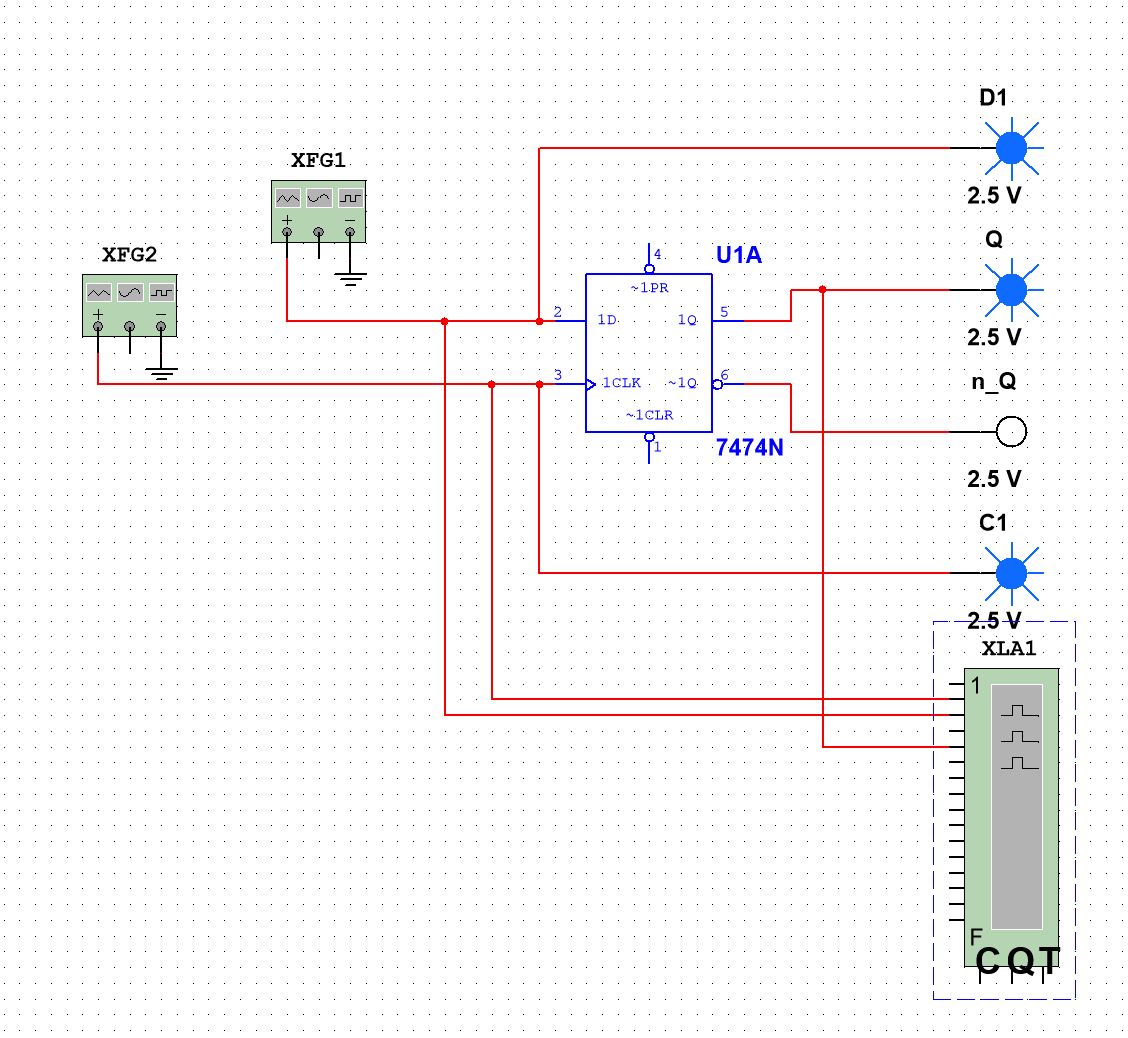 D1
XFG1
2.5 V
XFG2
Q
+ −
4
U1A
~1PR
+ −
2 1D 1Q 5
2.5 V
3 1CLK ~1Q 6
n_Q
~1CLR
1
7474N
2.5 V
C1
2.5 V
XLA1
1
F
C Q T